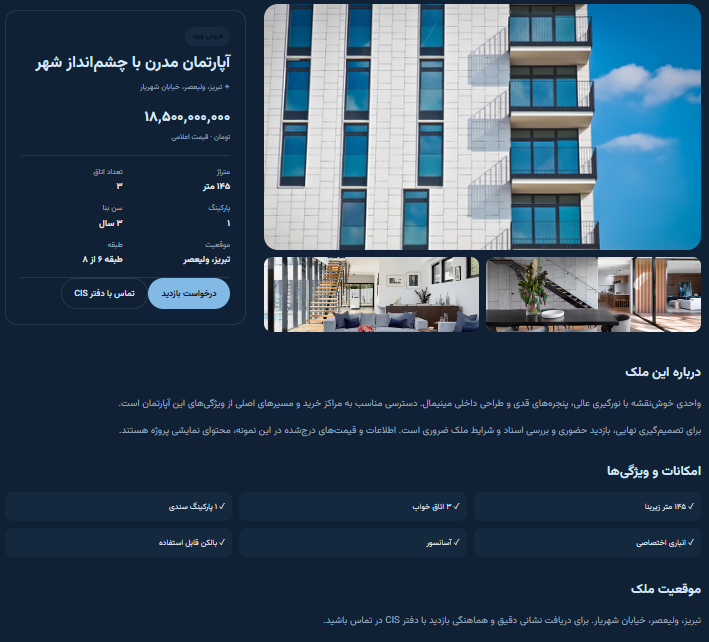 فروش ویژه
آپارتمان مدرن با چشم‌انداز شهر
⌖ تبریز، ولیعصر، خیابان شهریار
۱۸,۵۰۰,۰۰۰,۰۰۰
تومان · قیمت اعلامی
متراژ
۱۴۵ متر
تعداد اتاق
۳
پارکینگ
۱
سن بنا
۳ سال
موقعیت
تبریز، ولیعصر
طبقه
طبقه ۶ از ۸
درخواست بازدید
تماس با دفتر CIS
درباره این ملک
واحدی خوش‌نقشه با نورگیری عالی، پنجره‌های قدی و طراحی داخلی مینیمال. دسترسی مناسب به مراکز خرید و مسیرهای اصلی از ویژگی‌های این آپارتمان است.
برای تصمیم‌گیری نهایی، بازدید حضوری و بررسی اسناد و شرایط ملک ضروری است. اطلاعات و قیمت‌های درج‌شده در این نمونه، محتوای نمایشی پروژه هستند.
امکانات و ویژگی‌ها
✓ ۱۴۵ متر زیربنا
✓ ۳ اتاق خواب
✓ ۱ پارکینگ سندی
✓ انباری اختصاصی
✓ آسانسور
✓ بالکن قابل استفاده
موقعیت ملک
تبریز، ولیعصر، خیابان شهریار. برای دریافت نشانی دقیق و هماهنگی بازدید با دفتر CIS در تماس باشید.